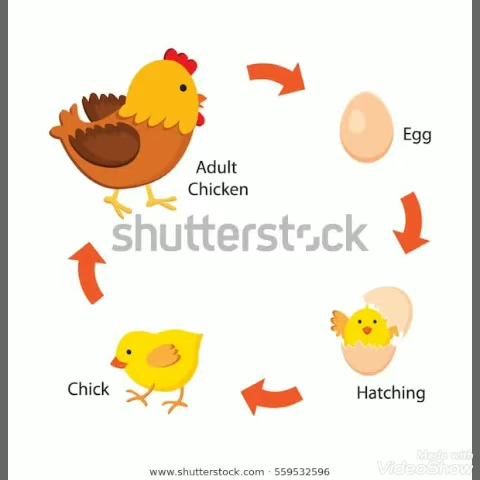 Egg
Adult
Chicken
shutterstock
Chick
Hatching
Made with
VideoShow
www.shutterstock.com · 559532596